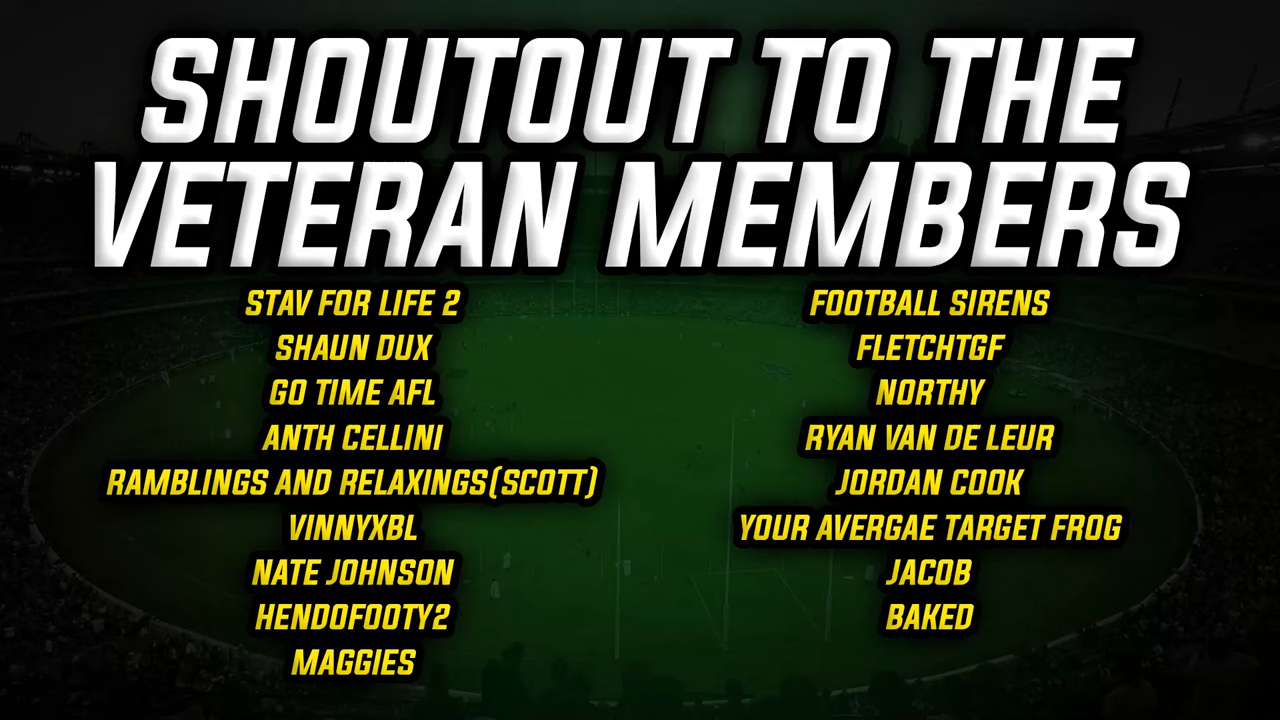 SHOUTOUT TO THE
VETERAN MEMBERS
STAV FOR LIFE 2
SHAUN DUX
GO TIME AFL
ANTH CELLINI
RAMBLINGS AND RELAXINGS(SCOTT)
VINNYXBL
NATE JOHNSON
HENDOFOOTY2
MAGGIES
FOOTBALL SIRENS
FLETCHTGF
NORTHY
RYAN VAN DE LEUR
JORDAN COOK
YOUR AVERGAE TARGET FROG
JACOB
BAKED